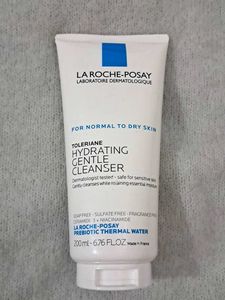 LA ROCHE-POSAY
LABORATOIRE DERMATOLOGIQUE
FOR NORMAL TO DRY SKIN
TOLERIANE
HYDRATING
GENTLE
CLEANSER
Dermatologist tested - safe for sensitive skin
Gently cleanses while retaining essential moisture
SOAP FREE - SULFATE FREE - FRAGRANCE FREE
CERAMIDE 3 + NIACINAMIDE
LA ROCHE-POSAY
PREBIOTIC THERMAL WATER
200 mL - 6.76 FL.OZ. Made in France